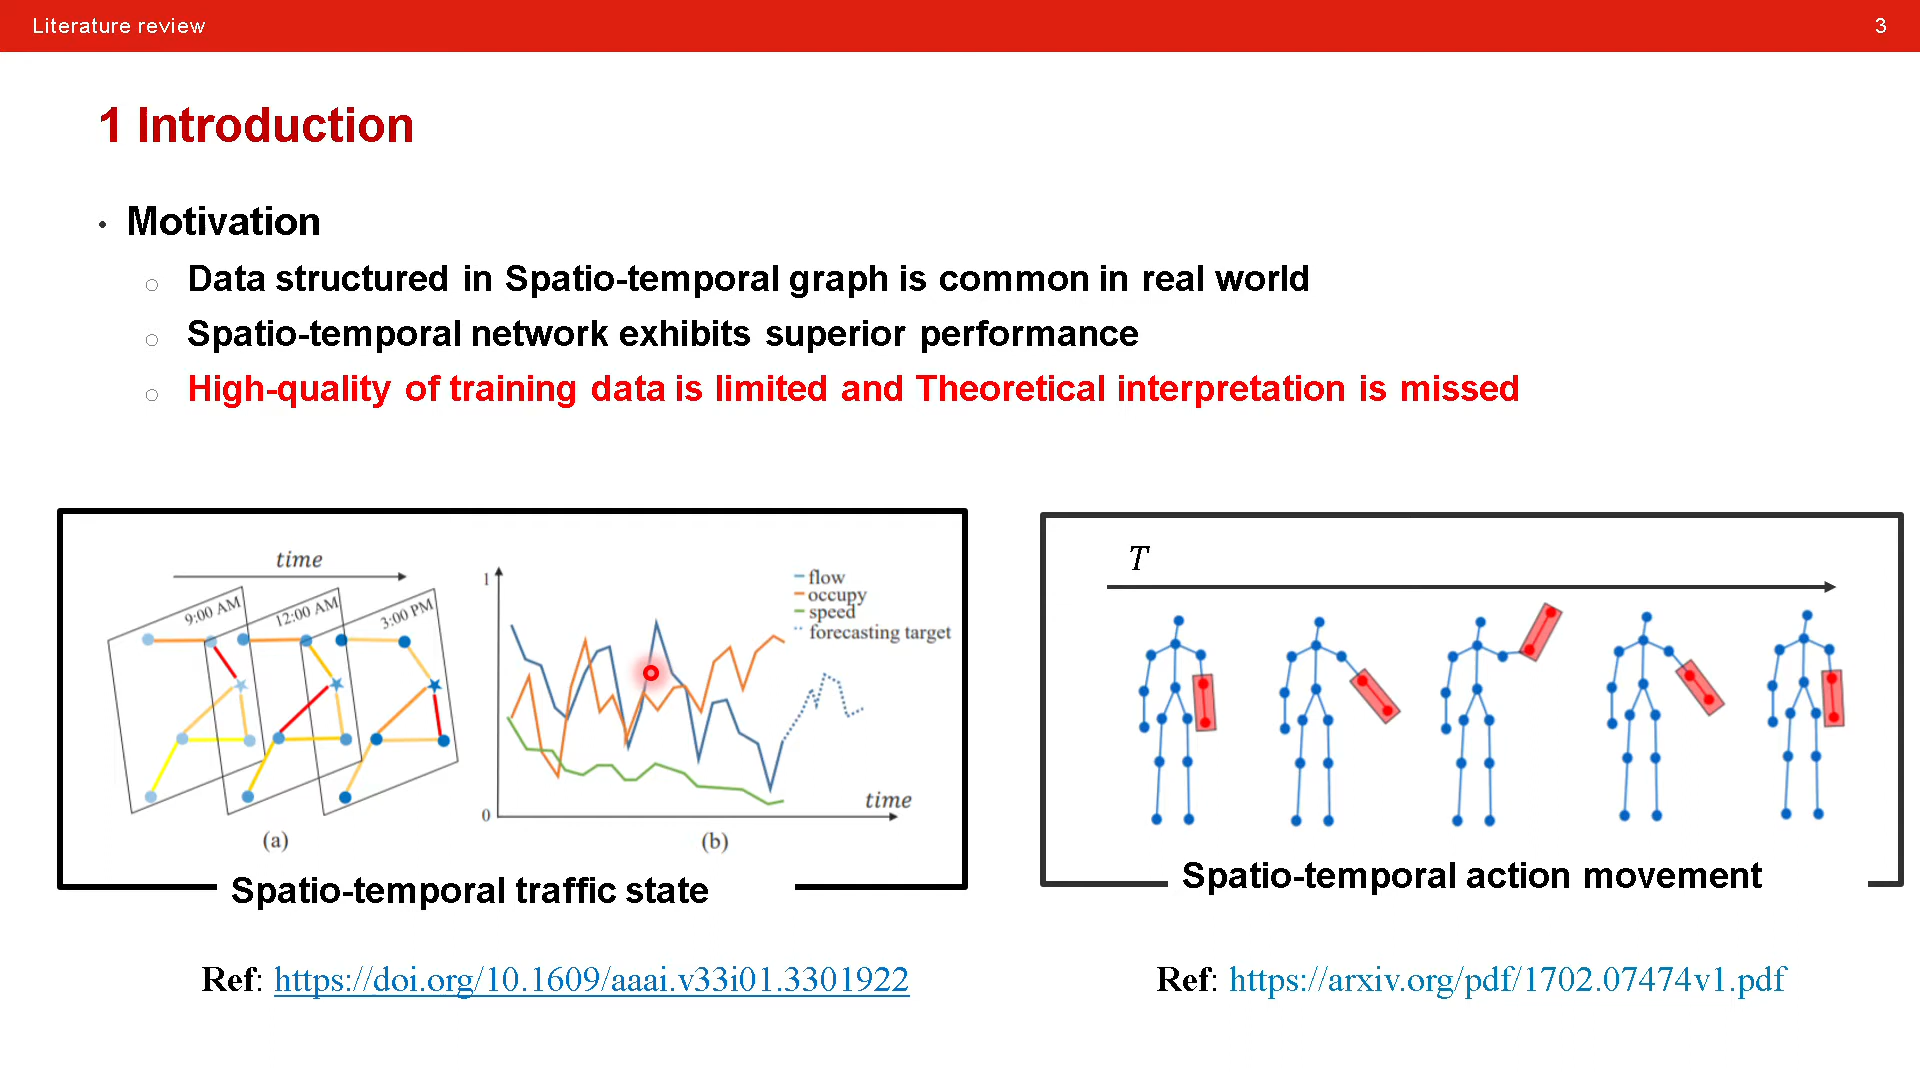 Literature review
3
1 Introduction
• Motivation
○ Data structured in Spatio-temporal graph is common in real world
○ Spatio-temporal network exhibits superior performance
○ High-quality of training data is limited and Theoretical interpretation is missed
time
9:00 AM
12:00 AM
3:00 PM
(a)
1
0
flow
occupy
speed
forecasting target
time
(b)
Spatio-temporal traffic state
T
Spatio-temporal action movement
Ref: https://doi.org/10.1609/aaai.v33i01.3301922
Ref: https://arxiv.org/pdf/1702.07474v1.pdf